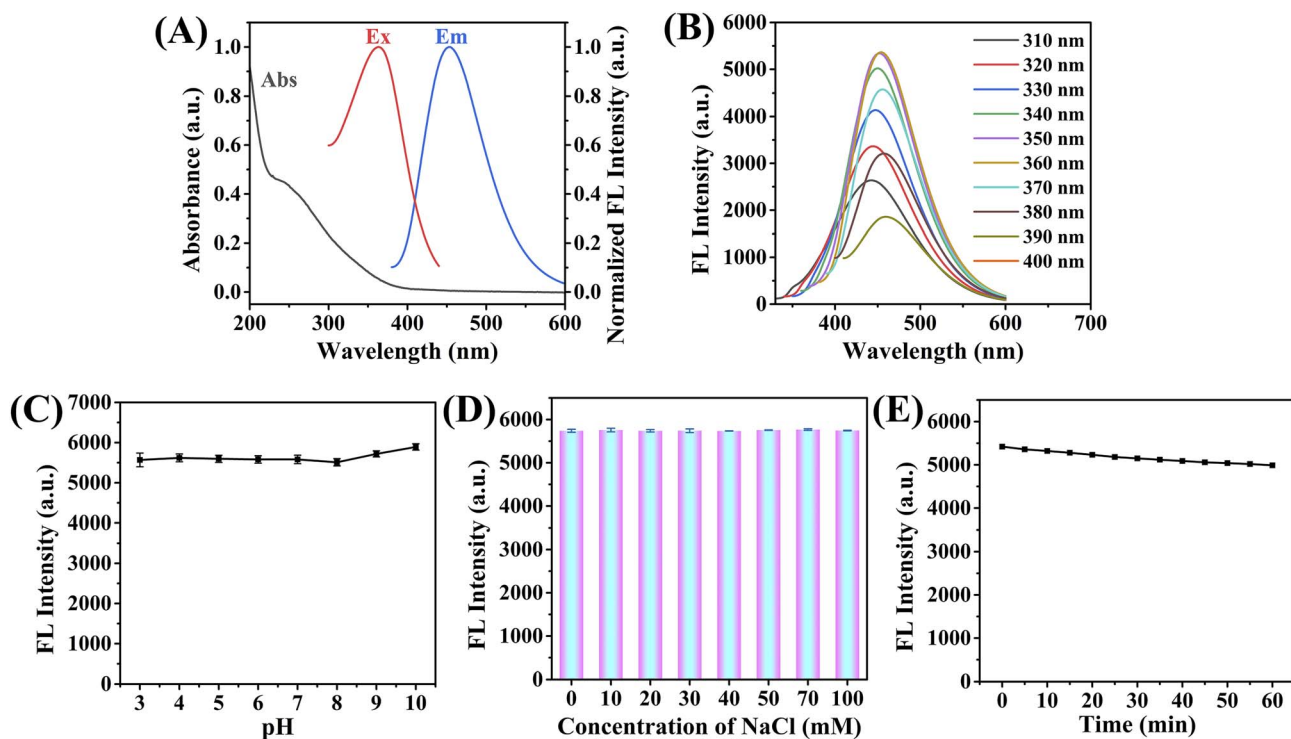 (A)
Ex
Em
Abs
1.0
0.8
0.6
0.4
0.2
0.0
1.0
0.8
0.6
0.4
0.2
0.0
Absorbance (a.u.)
Normalized FL Intensity (a.u.)
200 300 400 500 600
Wavelength (nm)
(B)
6000
5000
4000
3000
2000
1000
0
FL Intensity (a.u.)
310 nm
320 nm
330 nm
340 nm
350 nm
360 nm
370 nm
380 nm
390 nm
400 nm
400 500 600 700
Wavelength (nm)
(C)
7000
6000
5000
4000
3000
2000
1000
0
FL Intensity (a.u.)
3 4 5 6 7 8 9 10
pH
(D)
6000
5000
4000
3000
2000
1000
0
FL Intensity (a.u.)
0 10 20 30 40 50 70 100
Concentration of NaCl (mM)
(E)
6000
5000
4000
3000
2000
1000
0
FL Intensity (a.u.)
0 10 20 30 40 50 60
Time (min)